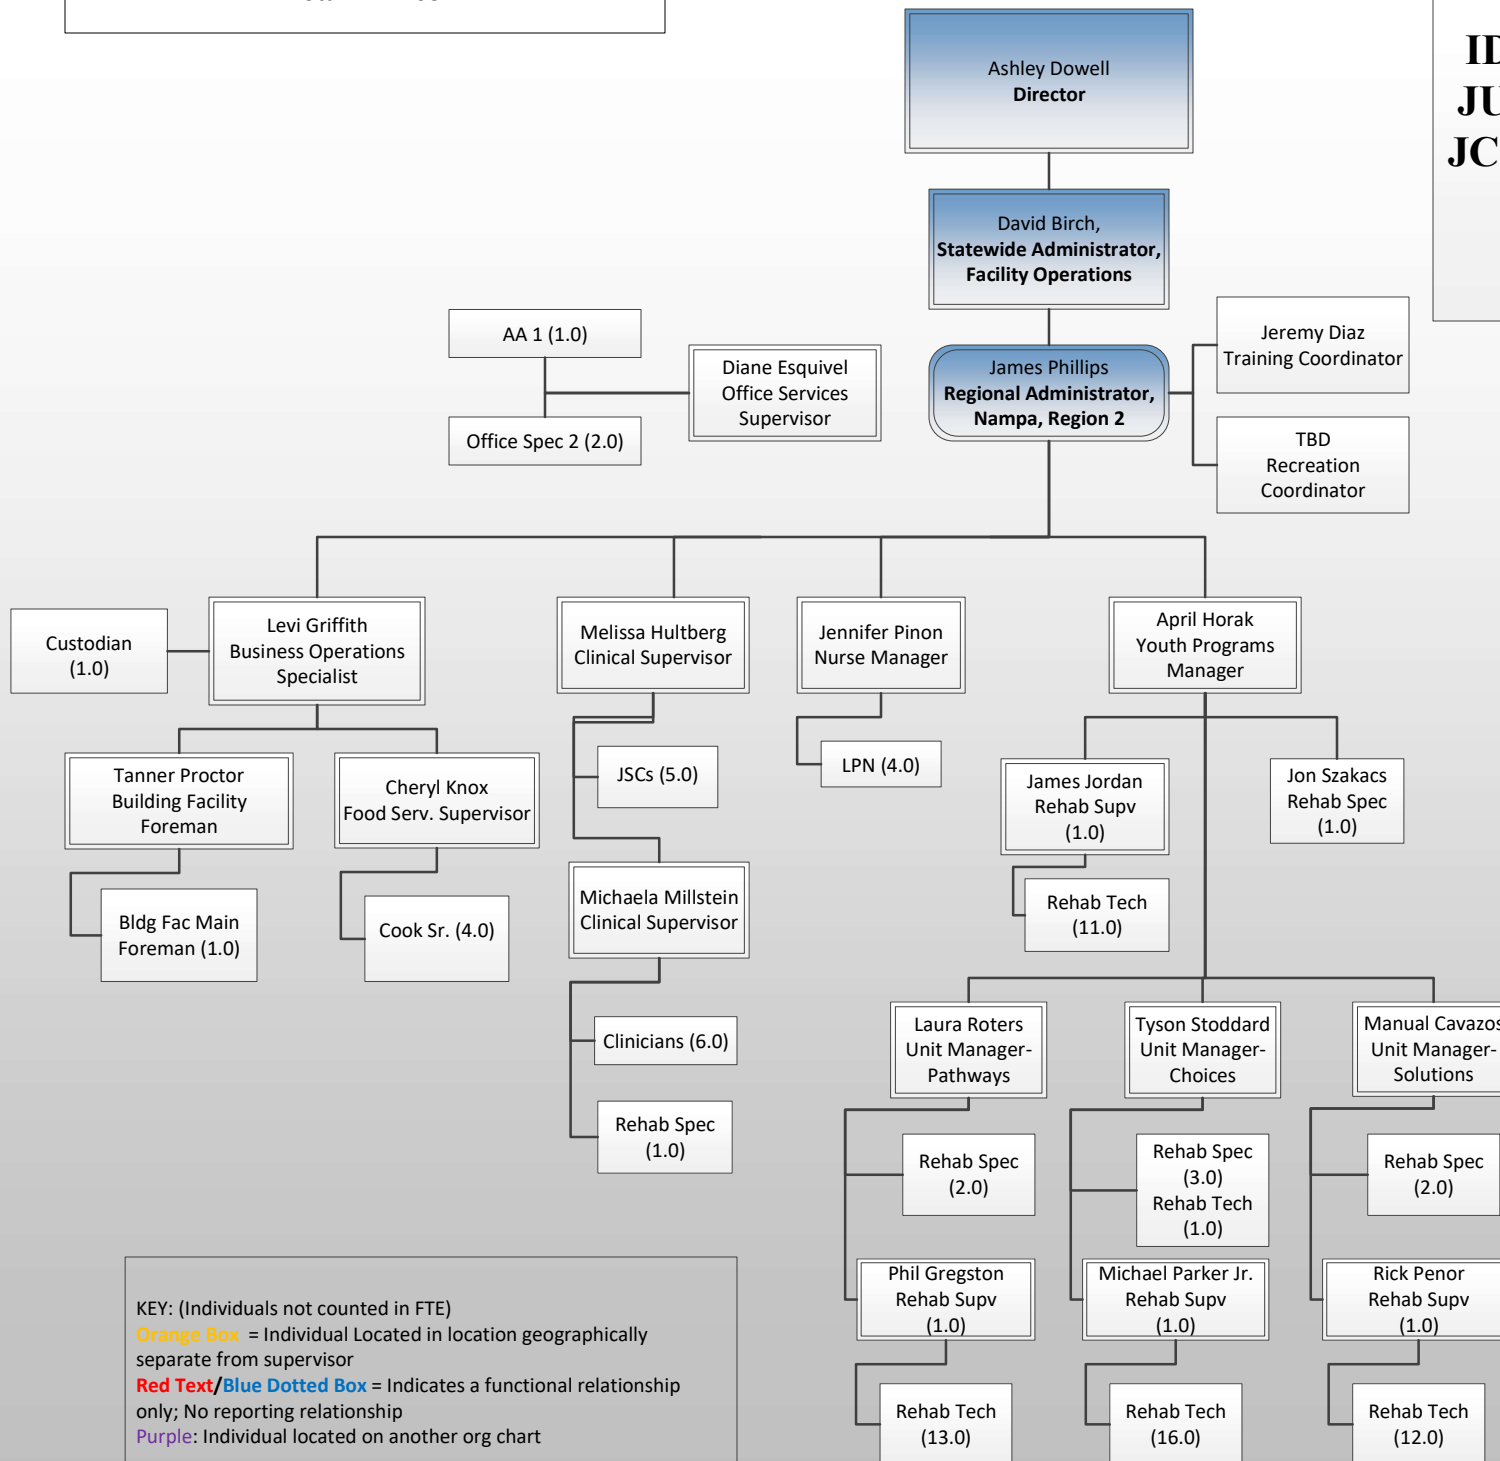 ID
JU
JC
Ashley Dowell
Director
David Birch,
Statewide Administrator,
Facility Operations
AA 1 (1.0)
Diane Esquivel
Office Services
Supervisor
Office Spec 2 (2.0)
James Phillips
Regional Administrator,
Nampa, Region 2
Jeremy Diaz
Training Coordinator
TBD
Recreation
Coordinator
Custodian
(1.0)
Levi Griffith
Business Operations
Specialist
Melissa Hultberg
Clinical Supervisor
Jennifer Pinon
Nurse Manager
April Horak
Youth Programs
Manager
Tanner Proctor
Building Facility
Foreman
Cheryl Knox
Food Serv. Supervisor
JSCs (5.0)
LPN (4.0)
James Jordan
Rehab Supv
(1.0)
Jon Szakacs
Rehab Spec
(1.0)
Bldg Fac Main
Foreman (1.0)
Cook Sr. (4.0)
Michaela Millstein
Clinical Supervisor
Rehab Tech
(11.0)
Clinicians (6.0)
Rehab Spec
(1.0)
Laura Roters
Unit Manager-
Pathways
Tyson Stoddard
Unit Manager-
Choices
Manual Cavazos
Unit Manager-
Solutions
Rehab Spec
(2.0)
Rehab Spec
(3.0)
Rehab Tech
(1.0)
Rehab Spec
(2.0)
Phil Gregston
Rehab Supv
(1.0)
Michael Parker Jr.
Rehab Supv
(1.0)
Rick Penor
Rehab Supv
(1.0)
Rehab Tech
(13.0)
Rehab Tech
(16.0)
Rehab Tech
(12.0)
KEY: (Individuals not counted in FTE)
Orange Box = Individual Located in location geographically
separate from supervisor
Red Text/Blue Dotted Box = Indicates a functional relationship
only; No reporting relationship
Purple: Individual located on another org chart